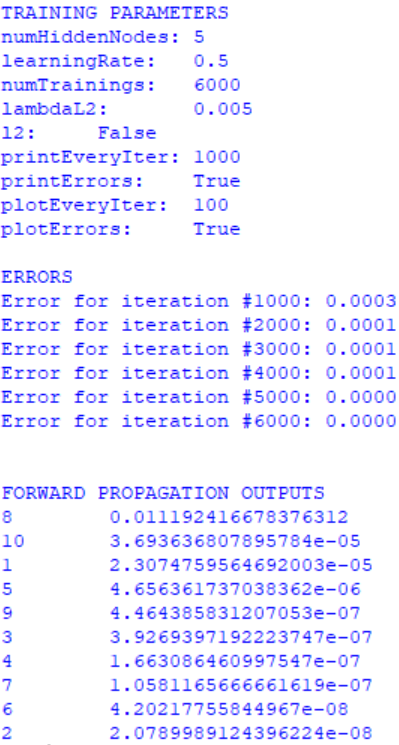 TRAINING PARAMETERS
numHiddenNodes: 5
learningRate: 0.5
numTrainings: 6000
lambdaL2: 0.005
l2: False
printEveryIter: 1000
printErrors: True
plotEveryIter: 100
plotErrors: True
ERRORS
Error for iteration #1000: 0.0003
Error for iteration #2000: 0.0001
Error for iteration #3000: 0.0001
Error for iteration #4000: 0.0001
Error for iteration #5000: 0.0000
Error for iteration #6000: 0.0000
FORWARD PROPAGATION OUTPUTS
8 0.011192416678376312
10 3.693636807895784e-05
1 2.3074759564692003e-05
5 4.656361737038362e-06
9 4.464385831207053e-07
3 3.9269397192223747e-07
4 1.663086460997547e-07
7 1.0581165666661619e-07
6 4.20217755844967e-08
2 2.0789989124396224e-08